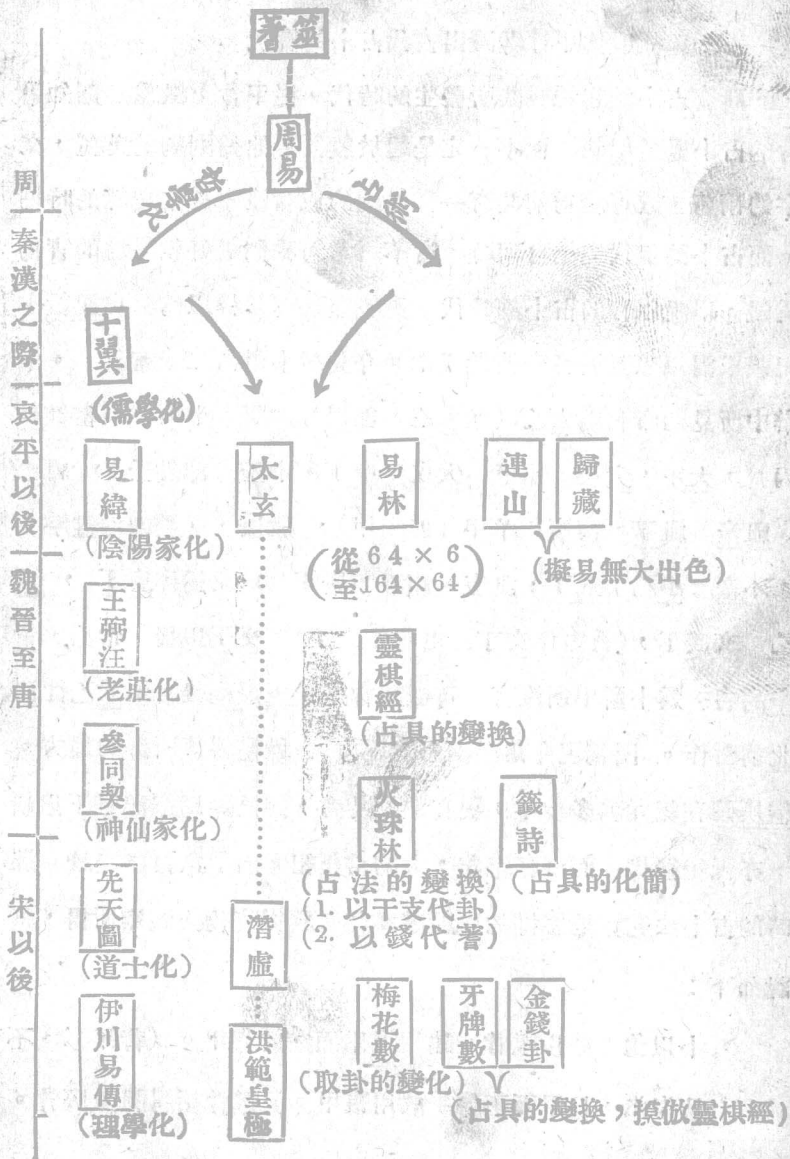 筮蓍
周易
哲學化
占術
周
秦漢之際
哀平以後
魏晉至唐
宋以後
十翼
(儒學化)
易緯
(陰陽家化)
太玄
易林
(從64×6
至164×64)
連山
歸藏
(擬易無大出色)
王弼汪
(老莊化)
靈棋經
(占具的變換)
參同契
(神仙家化)
火珠林
(占法的變換)
(1. 以干支代卦)
(2. 以錢代蓍)
籤詩
(占具的化簡)
先天圖
(道士化)
潛虛
伊川易傳
(理學化)
洪範皇極
梅花數
(取卦的變化)
牙牌數
金錢卦
(占具的變換，摸倣靈棋經)